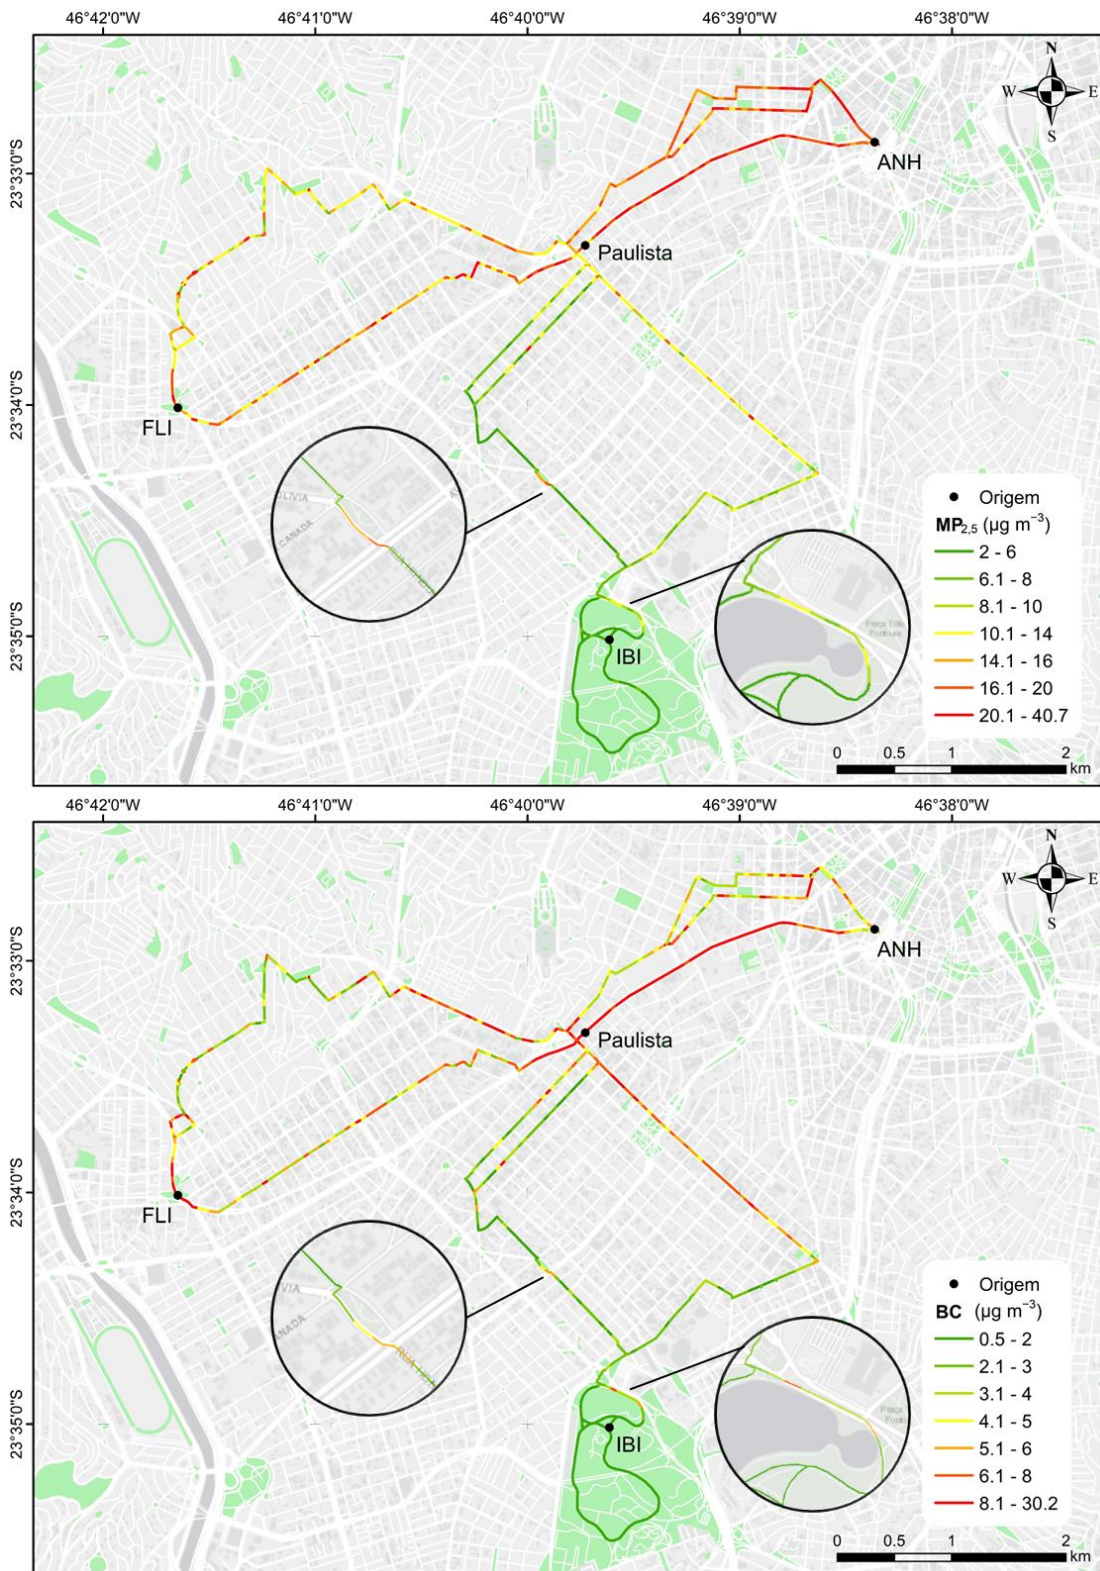 46°42'0"W 46°41'0"W 46°40'0"W 46°39'0"W 46°38'0"W
N
W E
S
23°33'0"S
ANH
Paulista
23°34'0"S
FLI
CANADA
Origem
MP2,5 (µg m−3)
2 - 6
6.1 - 8
8.1 - 10
10.1 - 14
14.1 - 16
16.1 - 20
20.1 - 40.7
23°35'0"S
IBI
0 0.5 1 2
km
46°42'0"W 46°41'0"W 46°40'0"W 46°39'0"W 46°38'0"W
N
W E
S
23°33'0"S
ANH
Paulista
23°34'0"S
FLI
Origem
BC (µg m−3)
0.5 - 2
2.1 - 3
3.1 - 4
4.1 - 5
5.1 - 6
6.1 - 8
8.1 - 30.2
23°35'0"S
IBI
0 0.5 1 2
km